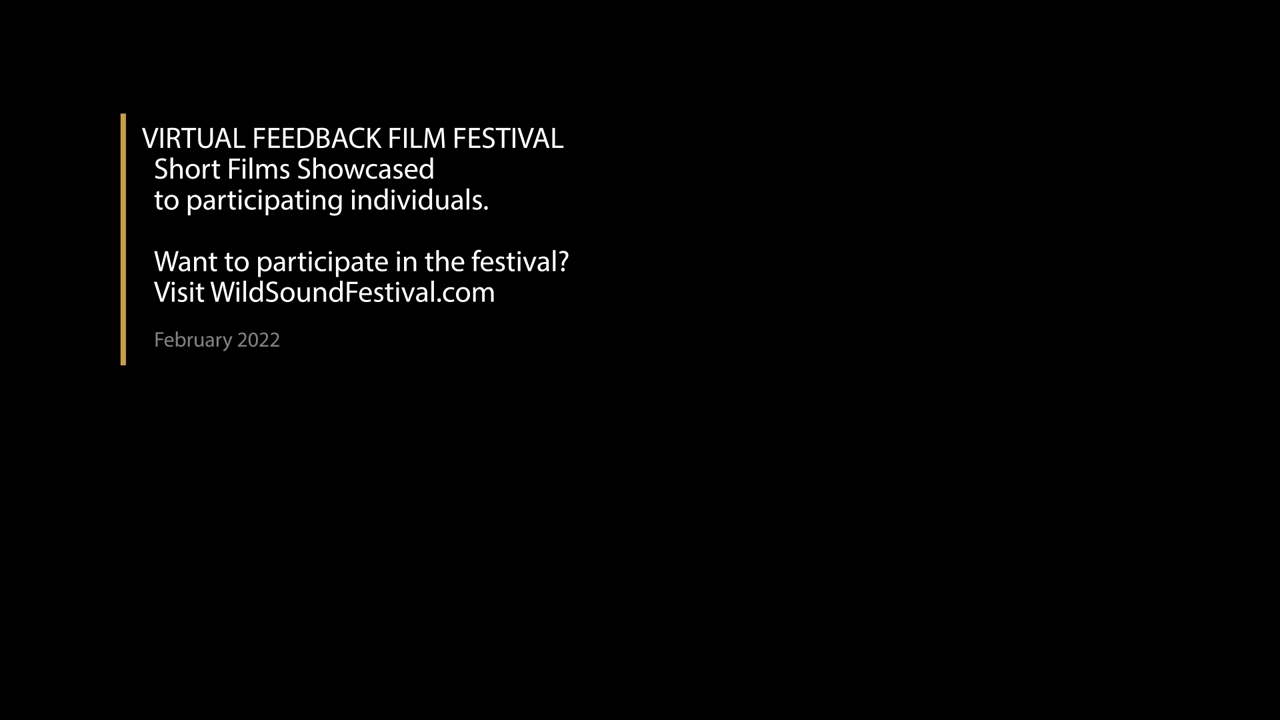 VIRTUAL FEEDBACK FILM FESTIVAL
Short Films Showcased
to participating individuals.
Want to participate in the festival?
Visit WildSoundFestival.com
February 2022